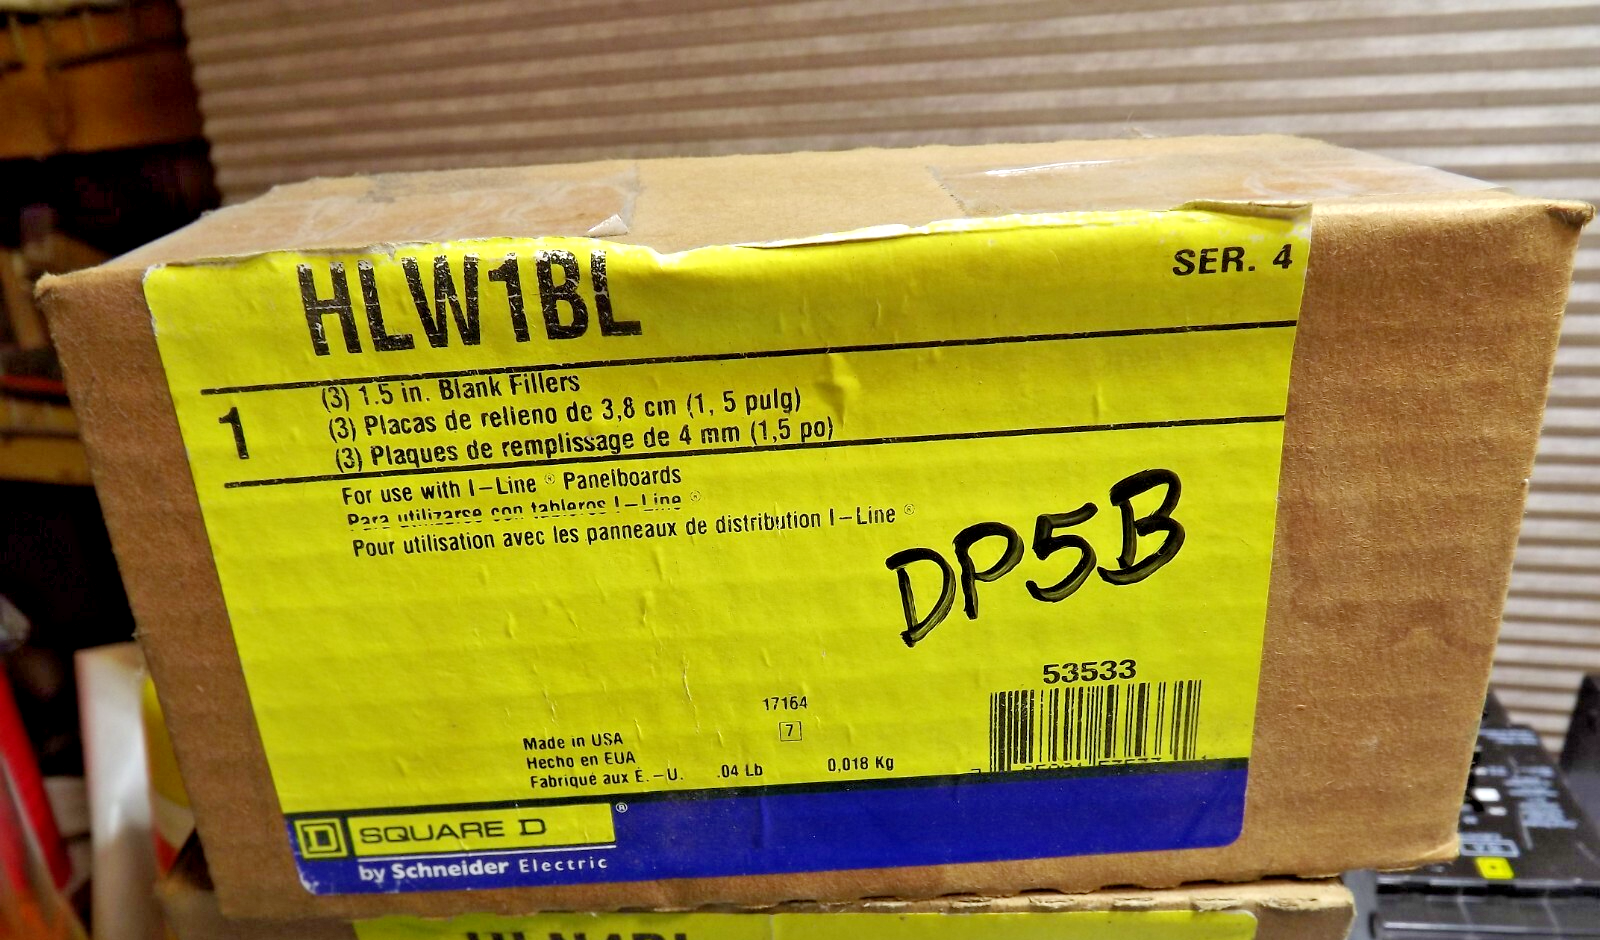 HLW1BL
SER. 4
1
(3) 1.5 in. Blank Fillers
(3) Placas de relleno de 3,8 cm (1, 5 pulg)
(3) Plaques de remplissage de 4 mm (1,5 po)
For use with I-Line ® Panelboards
Para utilizarse con tableros I-Line ®
Pour utilisation avec les panneaux de distribution I-Line ®
DP5B
53533
17164
7
Made in USA
Hecho en EUA
Fabriqué aux É.-U. .04 Lb 0,018 Kg
D SQUARE D ®
by Schneider Electric